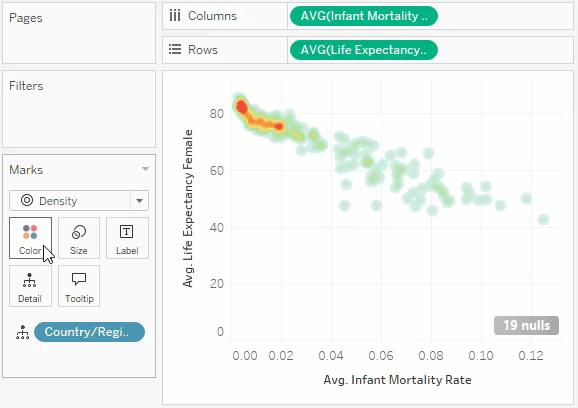 Pages
Columns
AVG(Infant Mortality ..
Rows
AVG(Life Expectancy..
Filters
Marks
Density
Color
Size
Label
Detail
Tooltip
Country/Regi..
Avg. Life Expectancy Female
80
60
40
20
0
19 nulls
0.00 0.02 0.04 0.06 0.08 0.10 0.12
Avg. Infant Mortality Rate